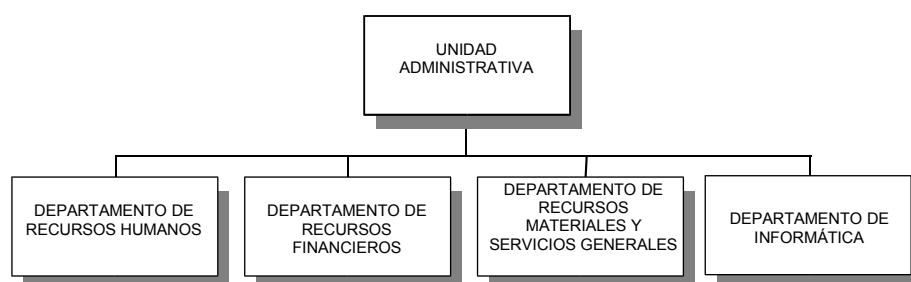 UNIDAD
ADMINISTRATIVA
DEPARTAMENTO DE
RECURSOS HUMANOS
DEPARTAMENTO DE
RECURSOS
FINANCIEROS
DEPARTAMENTO DE
RECURSOS
MATERIALES Y
SERVICIOS GENERALES
DEPARTAMENTO DE
INFORMÁTICA